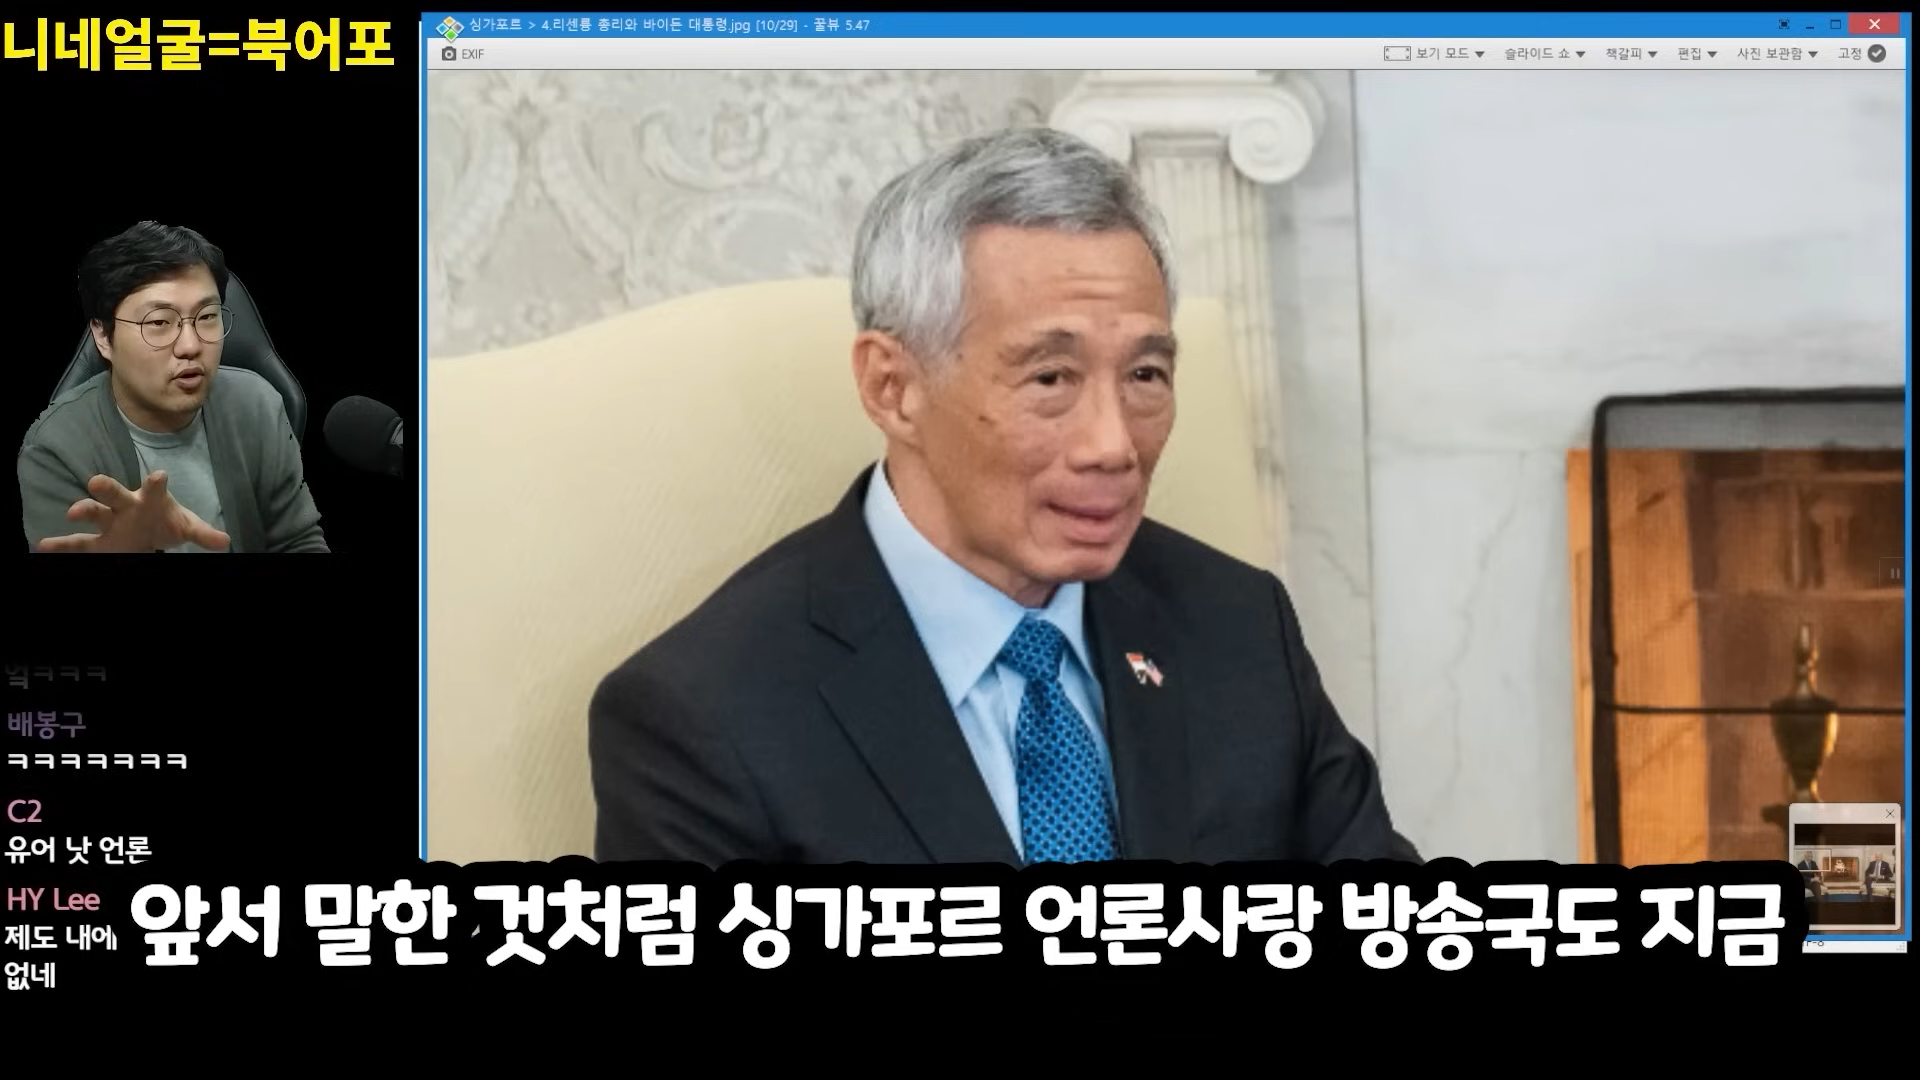 니네얼굴=북어포
싱가포트 > 4.리센룽 총리와 바이든 대통령.jpg [10/29] - 꿀뷰 5.47
EXIF
보기 모드 슬라이드 쇼 책갈피 편집 사진 보관함 고정
ㅋㅋㅋ
배봉구
ㅋㅋㅋㅋㅋㅋㅋ
C2
유어 낫 언론
HY Lee
제도 내에
없네
앞서 말한 것처럼 싱가포르 언론사랑 방송국도 지금